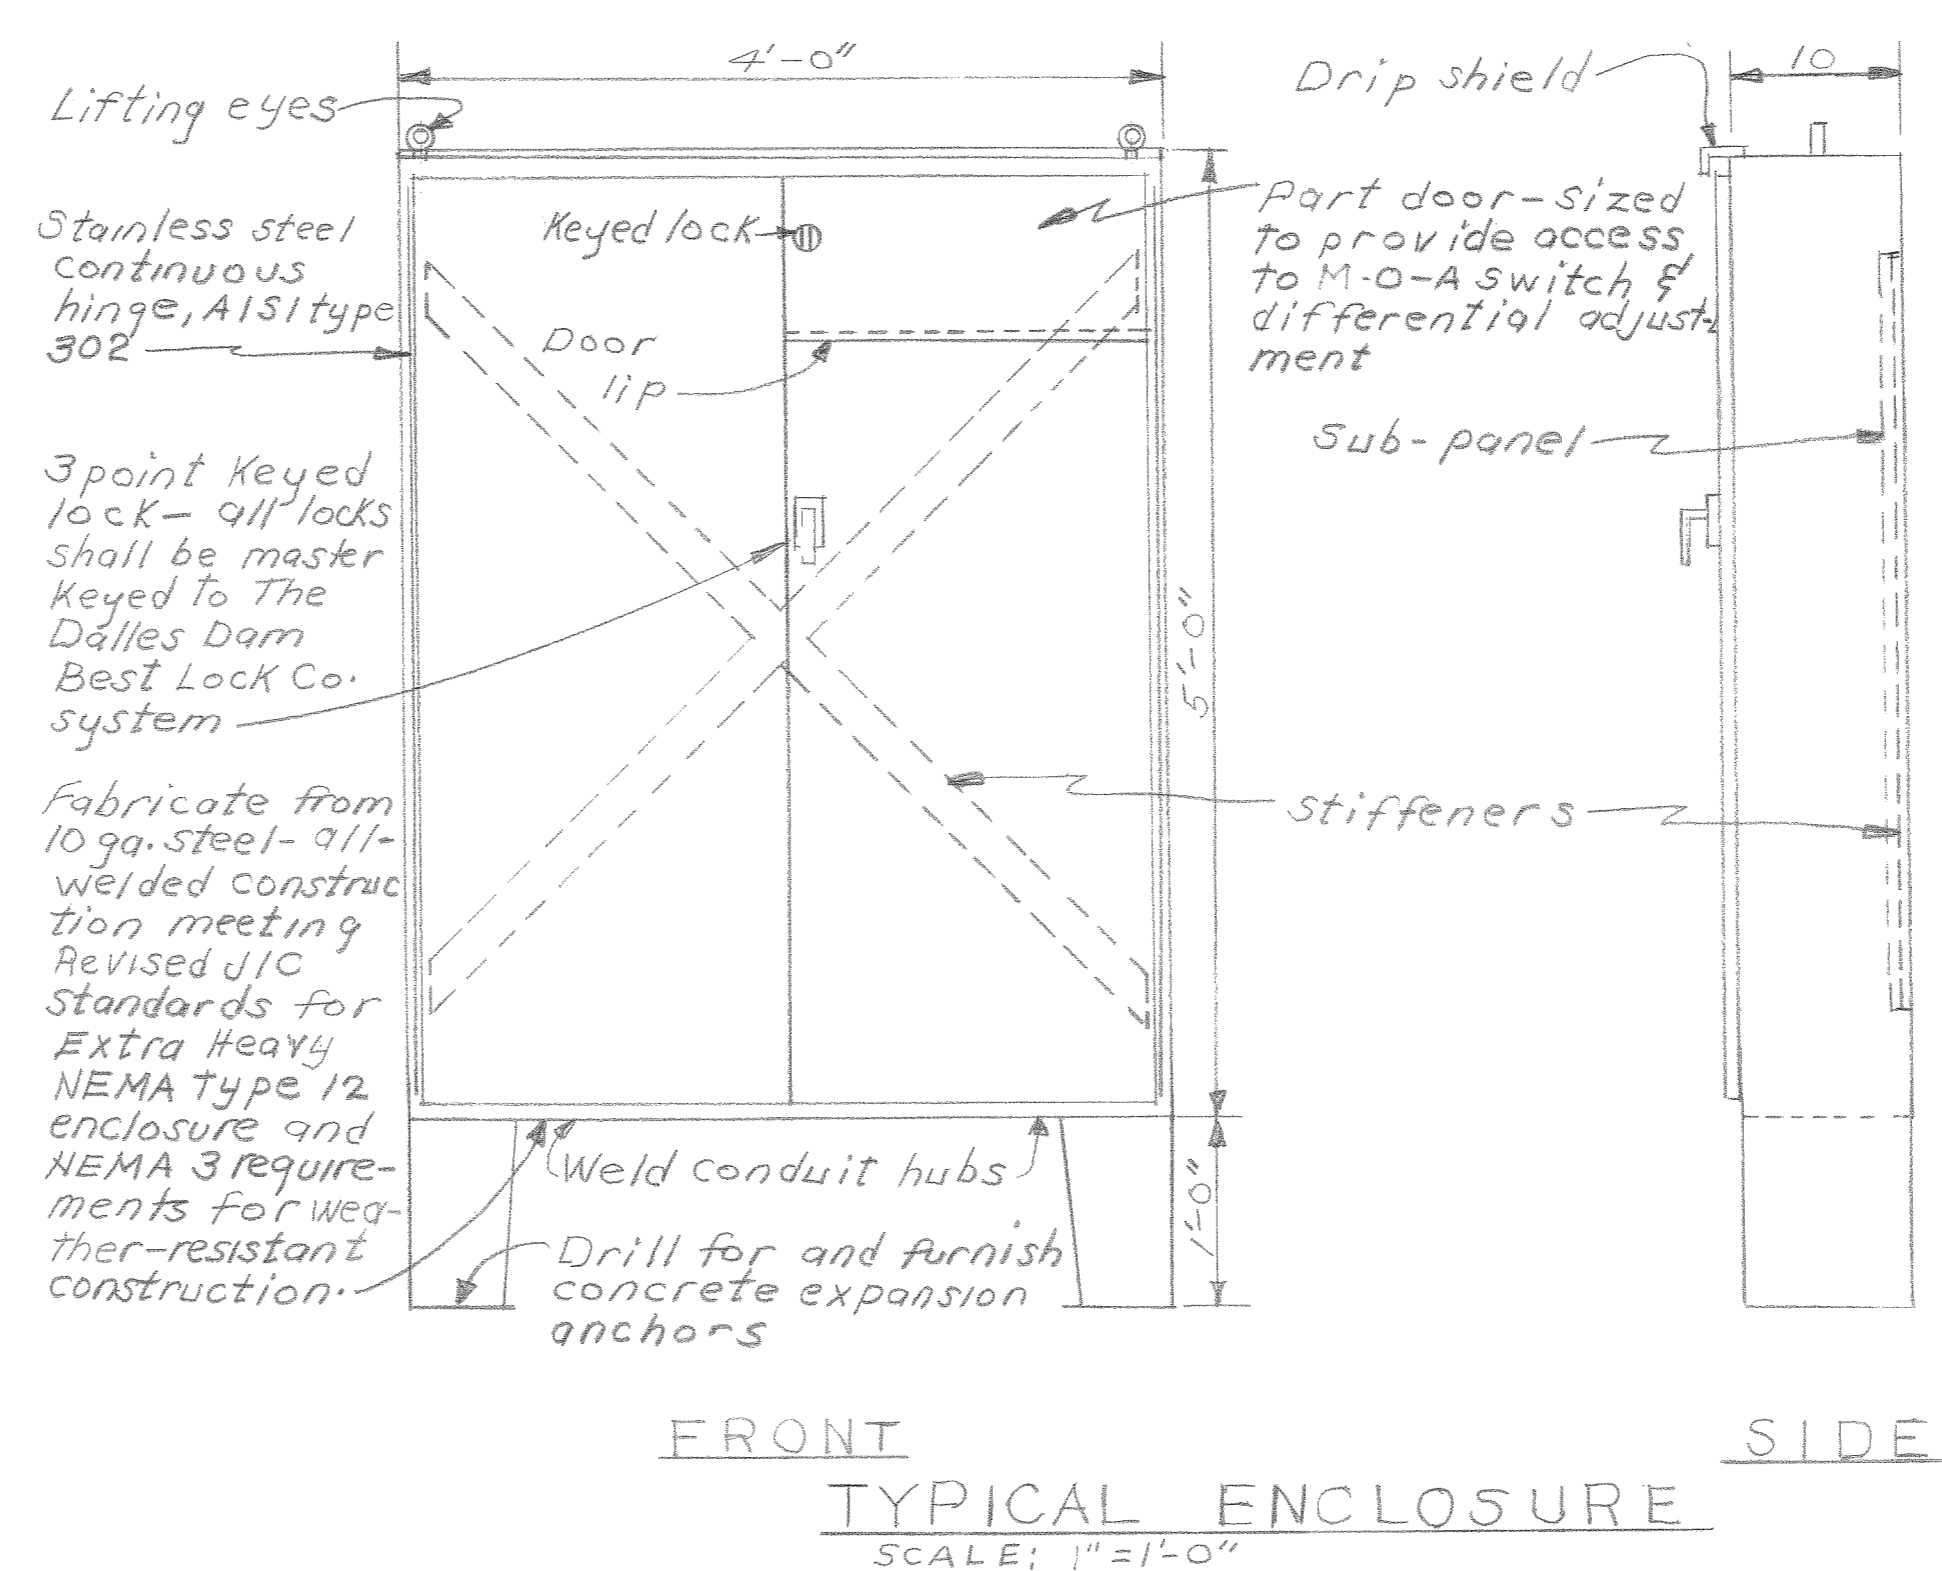 4'-0"
Lifting eyes
Drip shield
10
Stainless steel
continuous
hinge, AISI type
302
Keyed lock
Door
lip
Part door-sized
to provide access
to M-O-A switch &
differential adjust-
ment
Sub-panel
3 point Keyed
lock- all locks
shall be master
Keyed to The
Dalles Dam
Best Lock Co.
system
5'-0"
Fabricate from
10 ga. steel- all-
welded construc
tion meeting
Revised JIC
Standards for
Extra Heavy
NEMA type 12
enclosure and
NEMA 3 require-
ments for wea-
ther-resistant
construction.
Stiffeners
Weld conduit hubs
1'-0"
Drill for and furnish
concrete expansion
anchors
FRONT
SIDE
TYPICAL ENCLOSURE
SCALE: 1"=1'-0"